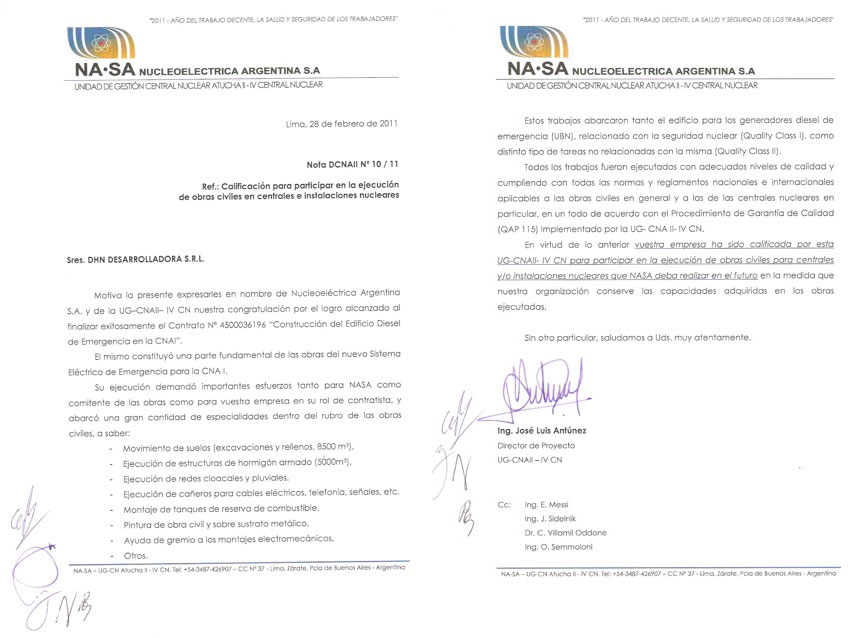 "2011 - AÑO DEL TRABAJO DECENTE, LA SALUD Y SEGURIDAD DE LOS TRABAJADORES"
NA·SA NUCLEOELECTRICA ARGENTINA S.A
UNIDAD DE GESTIÓN CENTRAL NUCLEAR ATUCHA II - IV CENTRAL NUCLEAR
Lima, 28 de febrero de 2011
Nota DCNAII Nº 10 / 11
Ref.: Calificación para participar en la ejecución
de obras civiles en centrales e instalaciones nucleares
Sres. DHN DESARROLLADORA S.R.L.
Motiva la presente expresarles en nombre de Nucleoeléctrica Argentina
S.A. y de la UG–CNAII– IV CN nuestra congratulación por el logro alcanzado al
finalizar exitosamente el Contrato Nº 4500036196 "Construcción del Edificio Diesel
de Emergencia en la CNAI".
El mismo constituyó una parte fundamental de las obras del nuevo Sistema
Eléctrico de Emergencia para la CNA I.
Su ejecución demandó importantes esfuerzos tanto para NASA como
comitente de las obras como para vuestra empresa en su rol de contratista, y
abarcó una gran cantidad de especialidades dentro del rubro de las obras
civiles, a saber:
- Movimiento de suelos (excavaciones y rellenos, 8500 m³),
- Ejecución de estructuras de hormigón armado (5000m³),
- Ejecución de redes cloacales y pluviales,
- Ejecución de cañeros para cables eléctricos, telefonía, señales, etc.
- Montaje de tanques de reserva de combustible,
- Pintura de obra civil y sobre sustrato metálico,
- Ayuda de gremio a los montajes electromecánicos,
- Otros.
NA-SA – UG-CN Atucha II - IV CN. Tel: +54-3487-426907 – CC Nº 37 - Lima, Zárate, Pcia de Buenos Aires - Argentina
"2011 - AÑO DEL TRABAJO DECENTE, LA SALUD Y SEGURIDAD DE LOS TRABAJADORES"
NA·SA NUCLEOELECTRICA ARGENTINA S.A
UNIDAD DE GESTIÓN CENTRAL NUCLEAR ATUCHA II - IV CENTRAL NUCLEAR
Estos trabajos abarcaron tanto el edificio para los generadores diesel de
emergencia (UBN), relacionado con la seguridad nuclear (Quality Class I), como
distinto tipo de tareas no relacionadas con la misma (Quality Class II).
Todos los trabajos fueron ejecutados con adecuados niveles de calidad y
cumpliendo con todas las normas y reglamentos nacionales e internacionales
aplicables a las obras civiles en general y a las de las centrales nucleares en
particular, en un todo de acuerdo con el Procedimiento de Garantía de Calidad
(QAP 115) implementado por la UG- CNA II- IV CN.
En virtud de lo anterior vuestra empresa ha sido calificada por esta
UG-CNAII- IV CN para participar en la ejecución de obras civiles para centrales
y/o instalaciones nucleares que NASA deba realizar en el futuro en la medida que
nuestra organización conserve las capacidades adquiridas en los obras
ejecutadas.
Sin otro particular, saludamos a Uds. muy atentamente.
Ing. José Luis Antúnez
Director de Proyecto
UG-CNAII – IV CN
Cc: Ing. E. Messi
Ing. J. Sidelnik
Dr. C. Villamil Oddone
Ing. O. Semmoloni
NA-SA – UG-CN Atucha II - IV CN. Tel: +54-3487-426907 – CC Nº 37 - Lima, Zárate, Pcia de Buenos Aires - Argentina